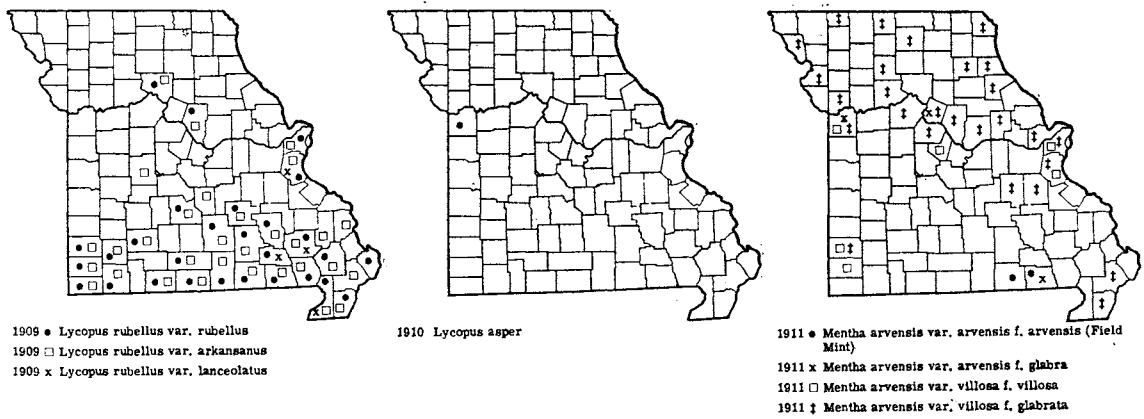 1909 ● Lycopus rubellus var. rubellus
1909 □ Lycopus rubellus var. arkansanus
1909 x Lycopus rubellus var. lanceolatus
1910 Lycopus asper
1911 ● Mentha arvensis var. arvensis f. arvensis (Field
Mint)
1911 x Mentha arvensis var. arvensis f. glabra
1911 □ Mentha arvensis var. villosa f. villosa
1911 ‡ Mentha arvensis var. villosa f. glabrata